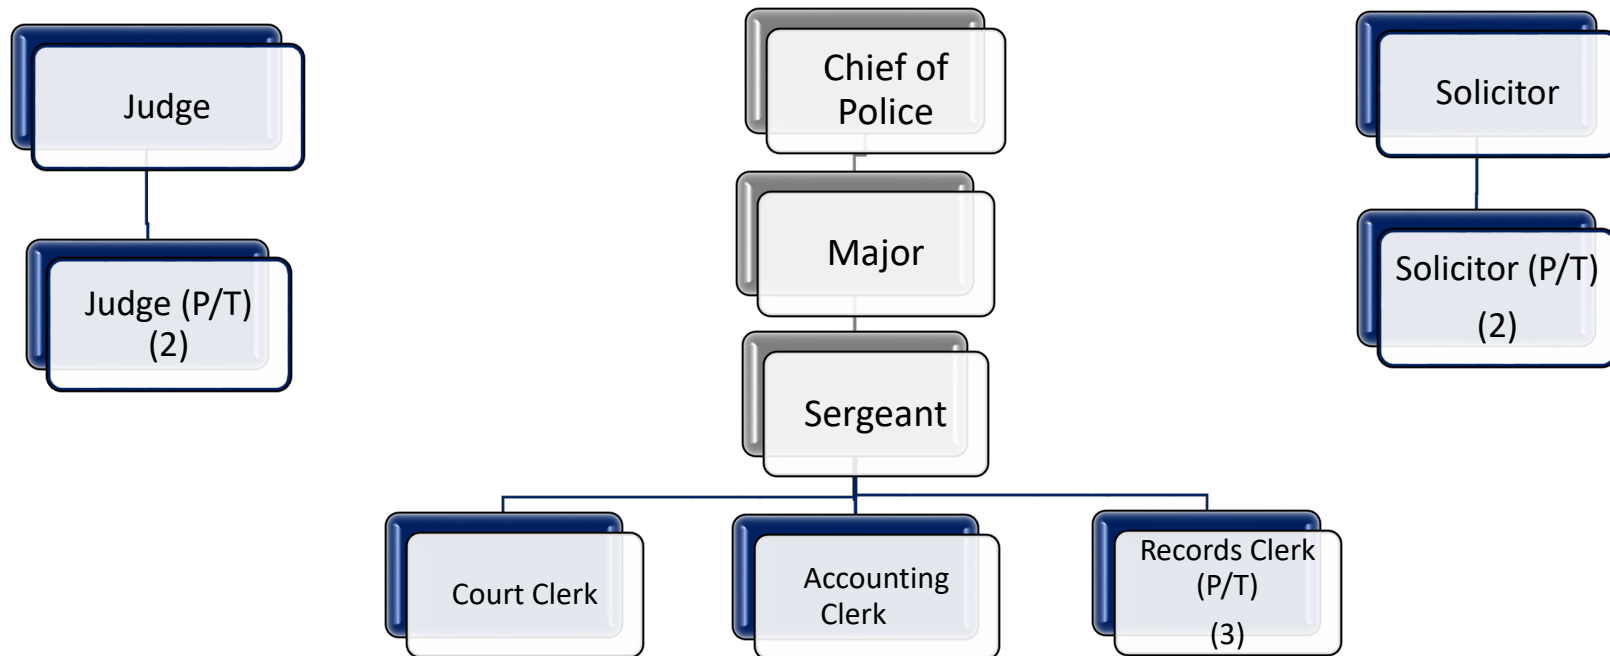 Judge
Judge (P/T)
(2)
Chief of
Police
Major
Sergeant
Court Clerk
Accounting
Clerk
Records Clerk
(P/T)
(3)
Solicitor
Solicitor (P/T)
(2)